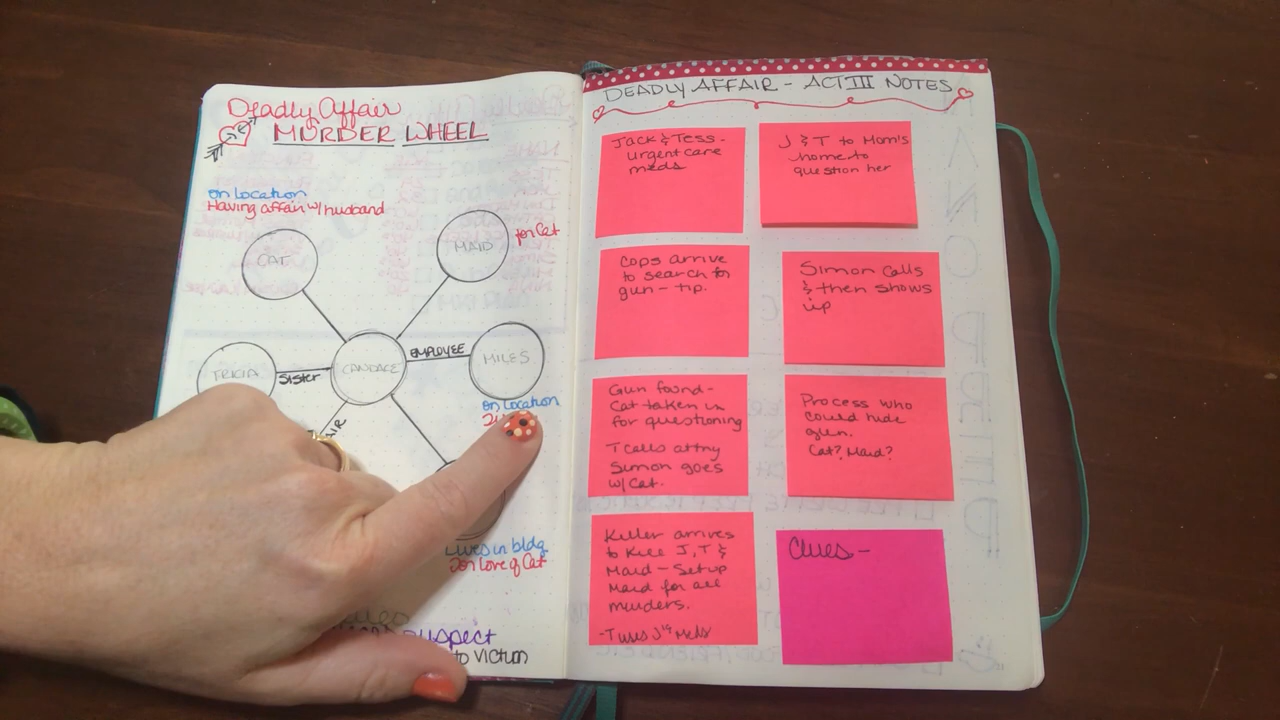 Deadly Affair
MURDER WHEEL
on Location
Having affair w/ husband
CAT
MAID
for Cat
TRICIA
Sister
CANDACE
EMPLOYEE
MILES
on Location
Lives in bldg
For Love of Cat
suspect
to Victim
DEADLY AFFAIR - ACT III NOTES
Jack & Tess -
urgent care
meds
J & T to Mom's
home to
question her
Cops arrive
to search for
gun - tip.
Simon calls
& then shows
up
Gun found -
Cat taken in
for questioning
T calls attny
Simon goes
w/ Cat.
Process who
could hide
gun.
Cat? Maid?
Killer arrives
to kill J, T &
Maid - Setup
Maid for all
murders.
- T uses J's Meds
Clues -